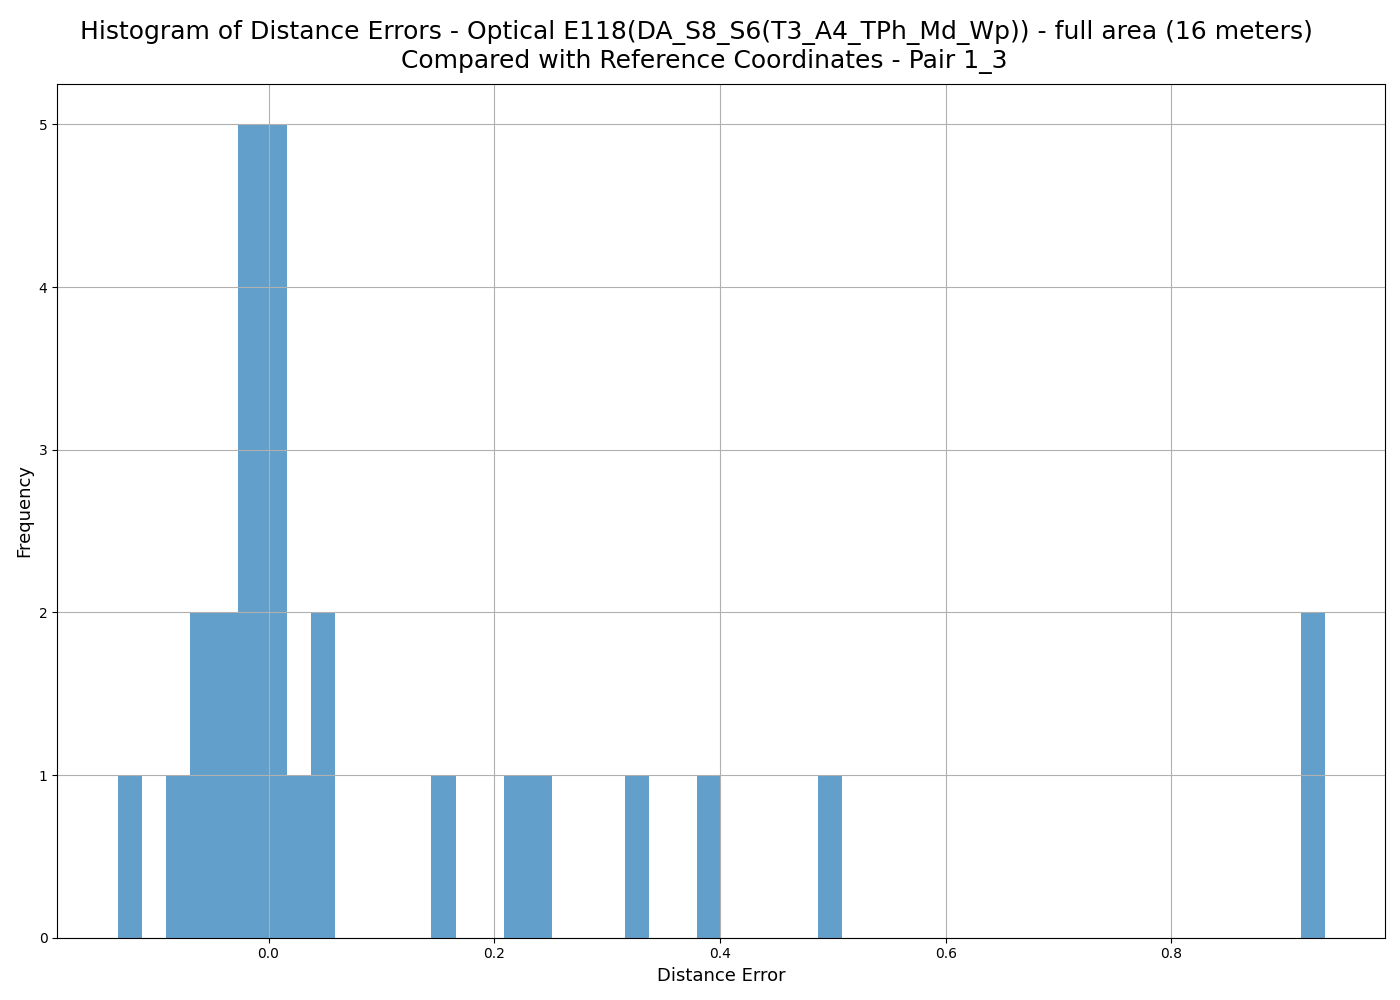 Histogram of Distance Errors - Optical E118(DA_S8_S6(T3_A4_TPh_Md_Wp)) - full area (16 meters)
Compared with Reference Coordinates - Pair 1_3
5
4
3
2
1
0
Frequency
0.0 0.2 0.4 0.6 0.8
Distance Error